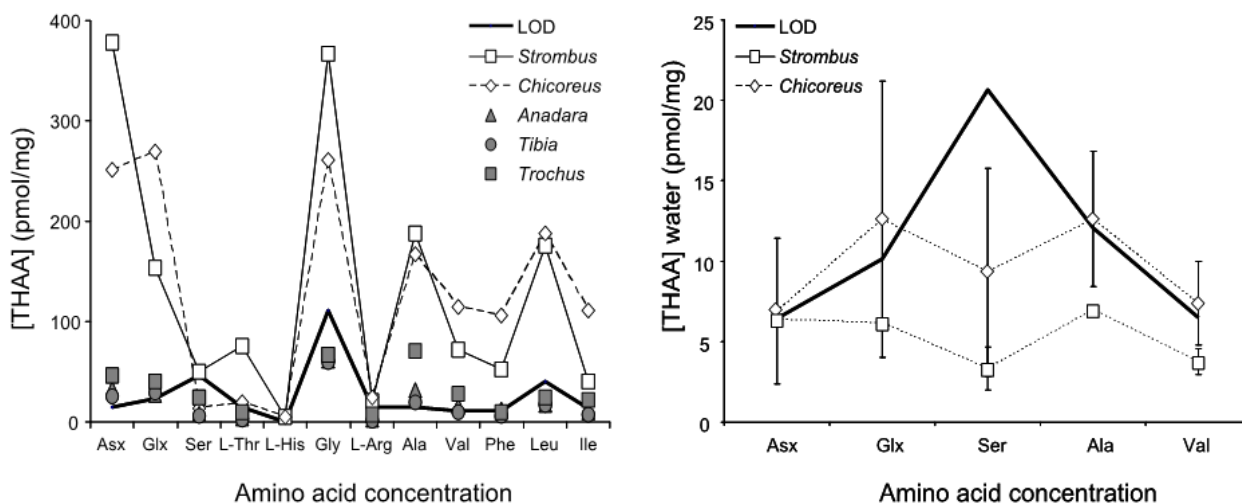 [THAA] (pmol/mg)
400
300
200
100
0
LOD
Strombus
Chicoreus
Anadara
Tibia
Trochus
Asx Glx Ser L-Thr L-His Gly L-Arg Ala Val Phe Leu Ile
Amino acid concentration
[THAA] water (pmol/mg)
25
20
15
10
5
0
LOD
Strombus
Chicoreus
Asx Glx Ser Ala Val
Amino acid concentration